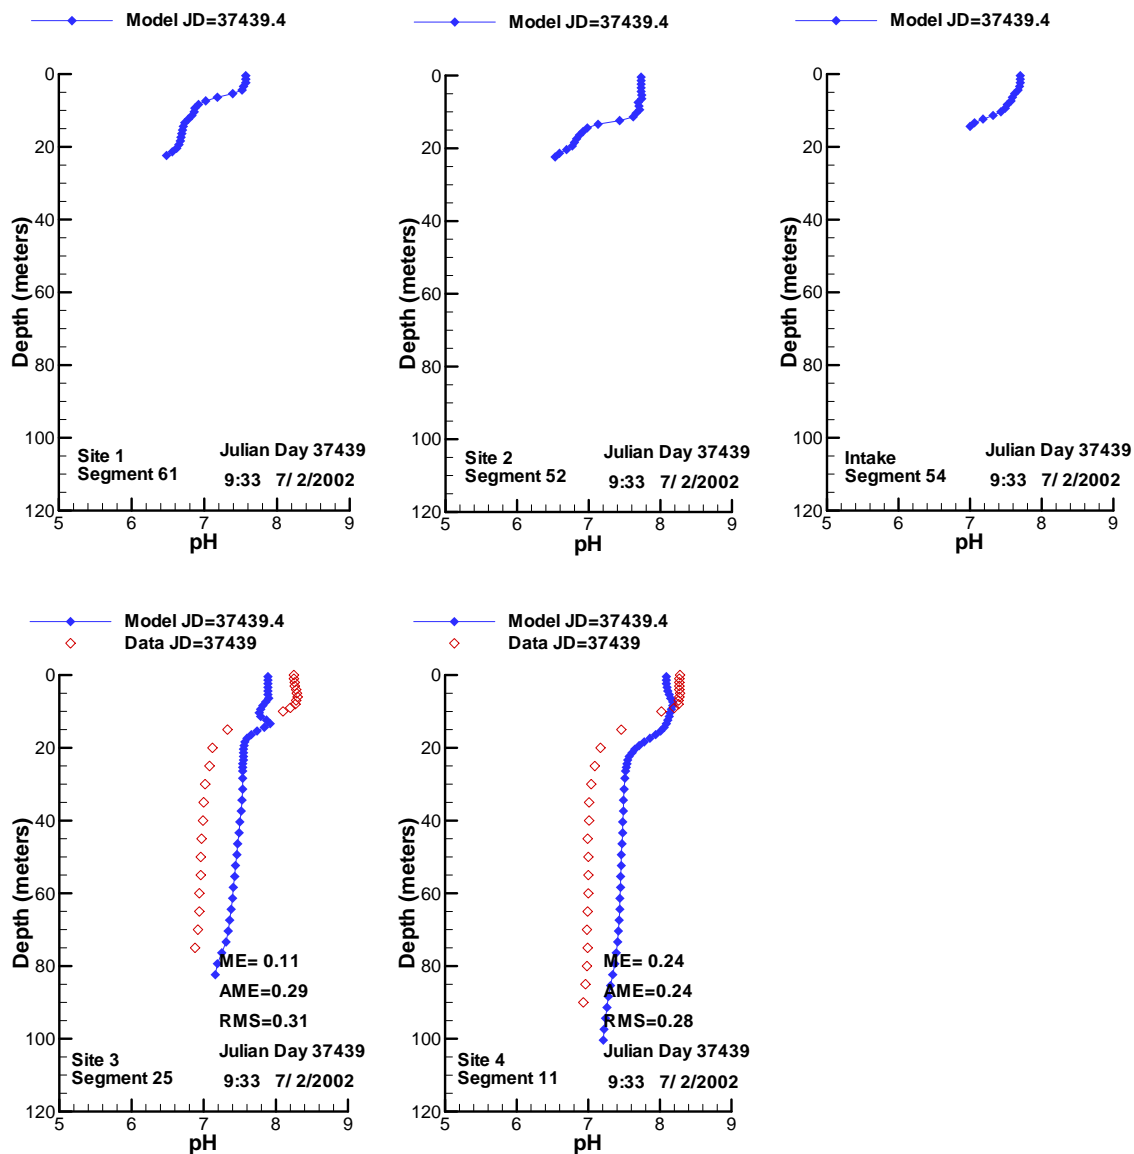 Model JD=37439.4
0
20
40
60
80
100
120
Depth (meters)
Site 1
Segment 61
Julian Day 37439
9:33 7/ 2/2002
5 6 7 8 9
pH
Model JD=37439.4
0
20
40
60
80
100
120
Depth (meters)
Site 2
Segment 52
Julian Day 37439
9:33 7/ 2/2002
5 6 7 8 9
pH
Model JD=37439.4
0
20
40
60
80
100
120
Depth (meters)
Intake
Segment 54
Julian Day 37439
9:33 7/ 2/2002
5 6 7 8 9
pH
Model JD=37439.4
Data JD=37439
0
20
40
60
80
100
120
Depth (meters)
ME= 0.11
AME=0.29
RMS=0.31
Site 3
Segment 25
Julian Day 37439
9:33 7/ 2/2002
5 6 7 8 9
pH
Model JD=37439.4
Data JD=37439
0
20
40
60
80
100
120
Depth (meters)
ME= 0.24
AME=0.24
RMS=0.28
Site 4
Segment 11
Julian Day 37439
9:33 7/ 2/2002
5 6 7 8 9
pH